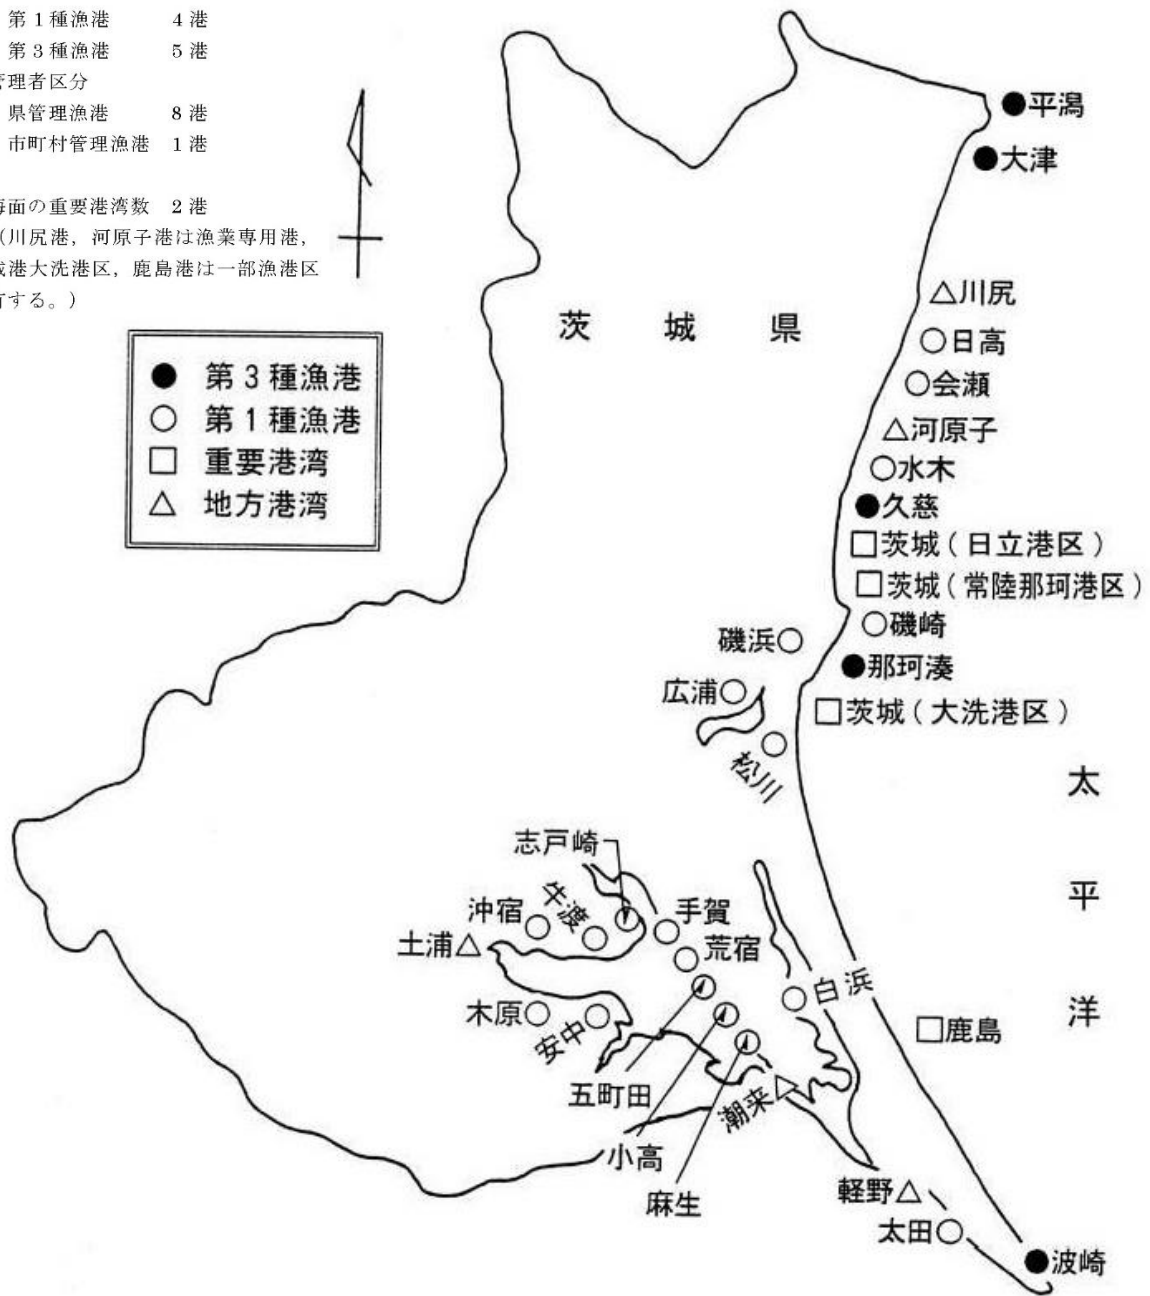 第1種漁港 4港
第3種漁港 5港
管理者区分
県管理漁港 8港
市町村管理漁港 1港
海面の重要港湾数 2港
(川尻港，河原子港は漁業専用港，
城港大洗港区，鹿島港は一部漁港区
有する。)
● 第3種漁港
○ 第1種漁港
□ 重要港湾
△ 地方港湾
茨城県
●平潟
●大津
△川尻
○日高
○会瀬
△河原子
○水木
●久慈
□茨城(日立港区)
□茨城(常陸那珂港区)
○磯崎
磯浜○
●那珂湊
広浦○
□茨城(大洗港区)
松川
太平洋
志戸崎
牛渡
沖宿
手賀
土浦△
荒宿
白浜
木原○
安中
□鹿島
五町田
潮来△
小高
麻生
軽野△
太田○
●波崎